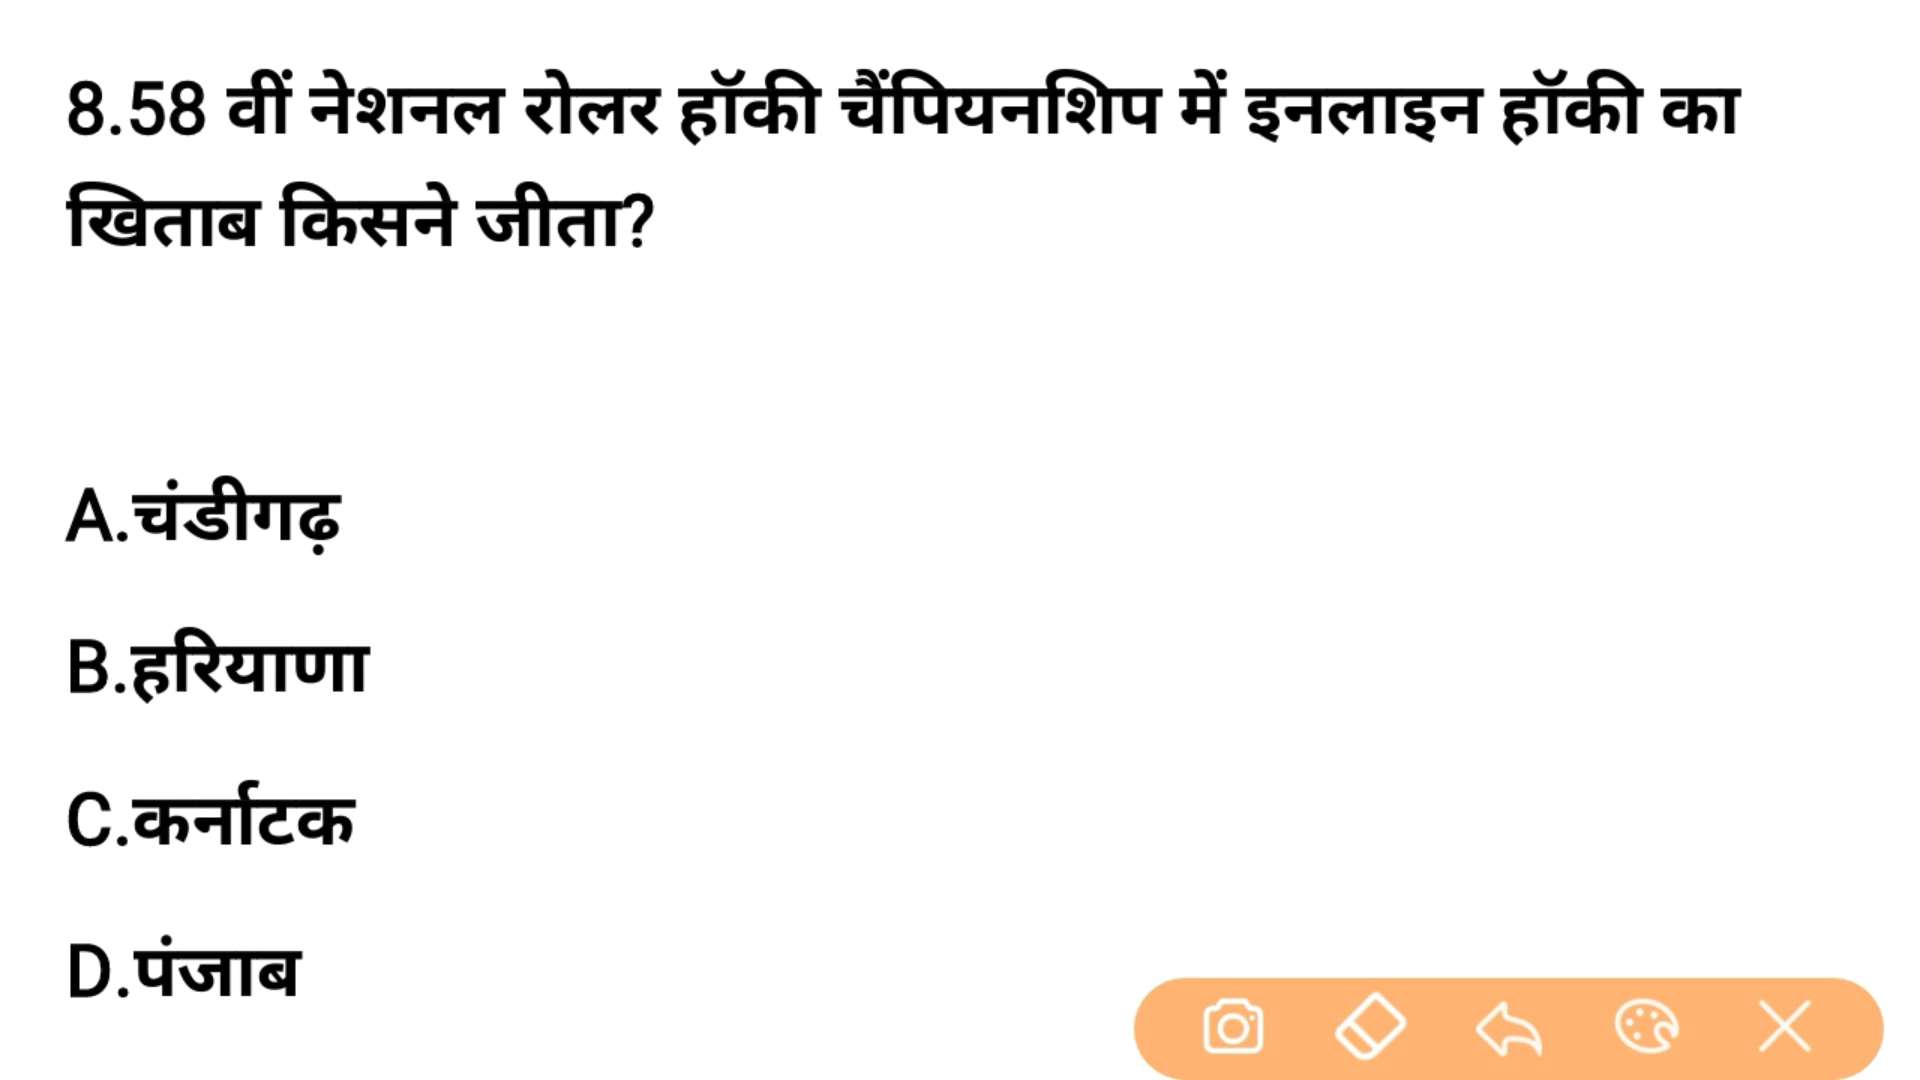 8.58 वीं नेशनल रोलर हॉकी चैंपियनशिप में इनलाइन हॉकी का
खिताब किसने जीता?
A.चंडीगढ़
B.हरियाणा
C.कर्नाटक
D.पंजाब